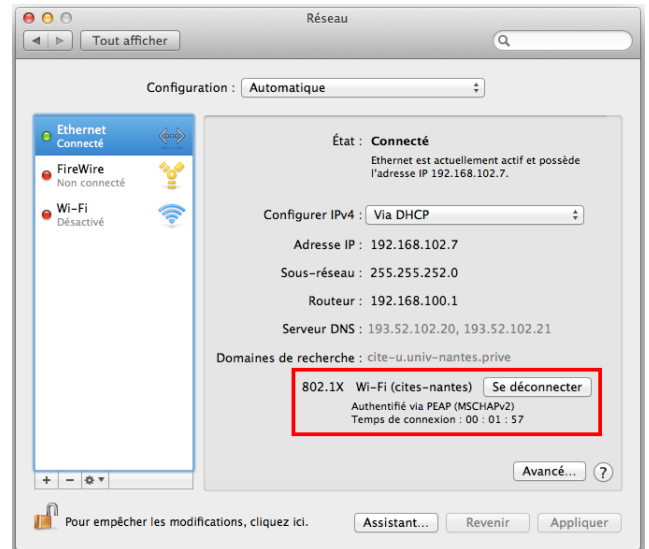 Réseau
Tout afficher
Configuration : Automatique
Ethernet
Connecté
FireWire
Non connecté
Wi-Fi
Désactivé
État : Connecté
Ethernet est actuellement actif et possède
l'adresse IP 192.168.102.7.
Configurer IPv4 : Via DHCP
Adresse IP : 192.168.102.7
Sous-réseau : 255.255.252.0
Routeur : 192.168.100.1
Serveur DNS : 193.52.102.20, 193.52.102.21
Domaines de recherche : cite-u.univ-nantes.prive
802.1X Wi-Fi (cites-nantes) Se déconnecter
Authentifié via PEAP (MSCHAPv2)
Temps de connexion : 00 : 01 : 57
Avancé... ?
+ −
Pour empêcher les modifications, cliquez ici.
Assistant... Revenir Appliquer